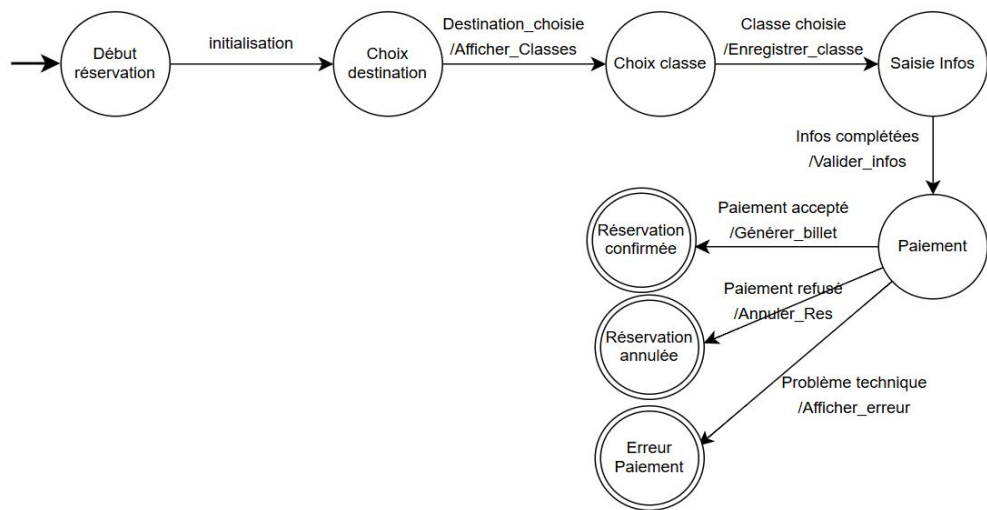 Début
réservation
initialisation
Choix
destination
Destination_choisie
/Afficher_Classes
Choix classe
Classe choisie
/Enregistrer_classe
Saisie Infos
Infos complétées
/Valider_infos
Paiement
Paiement accepté
/Générer_billet
Réservation
confirmée
Paiement refusé
/Annuler_Res
Réservation
annulée
Problème technique
/Afficher_erreur
Erreur
Paiement